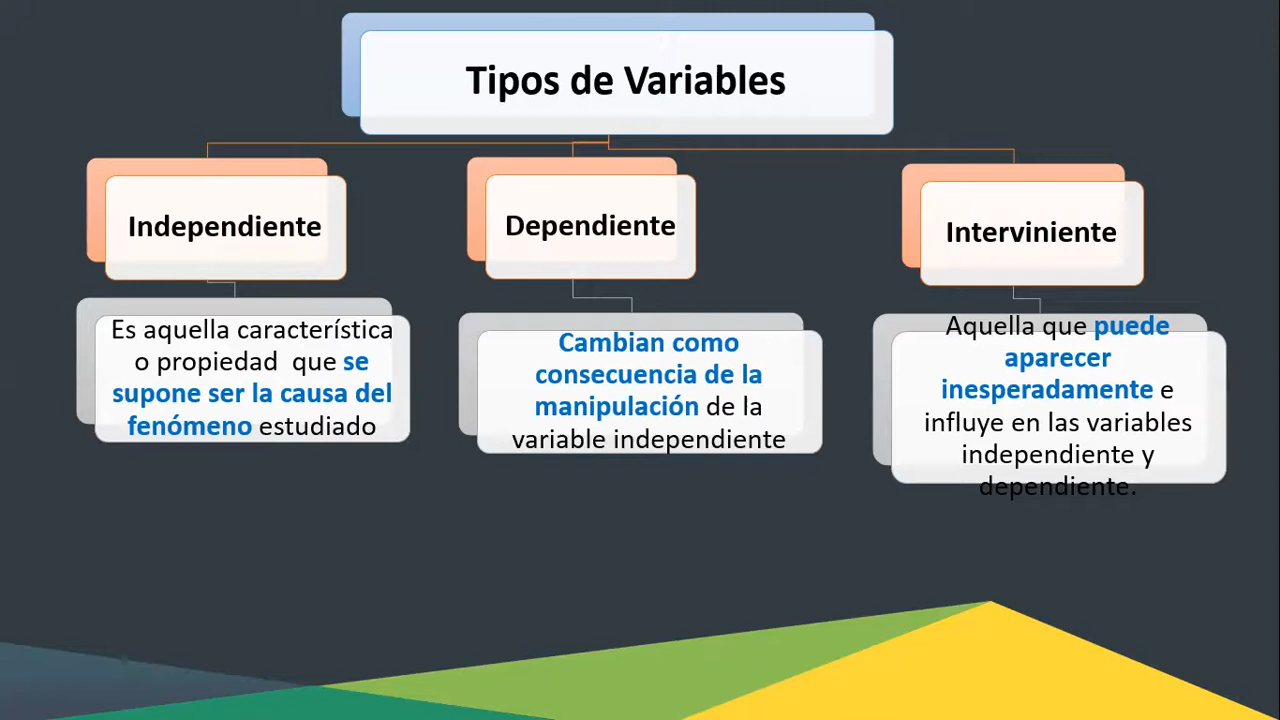 Tipos de Variables
Independiente
Es aquella característica
o propiedad que se
supone ser la causa del
fenómeno estudiado
Dependiente
Cambian como
consecuencia de la
manipulación de la
variable independiente
Interviniente
Aquella que puede
aparecer
inesperadamente e
influye en las variables
independiente y
dependiente.